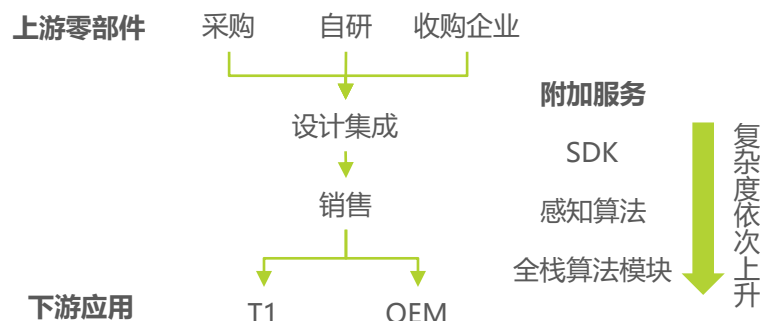 上游零部件 采购 自研 收购企业
附加服务
设计集成
SDK
销售
感知算法
全栈算法模块
复杂度依次上升
下游应用 T1 OEM